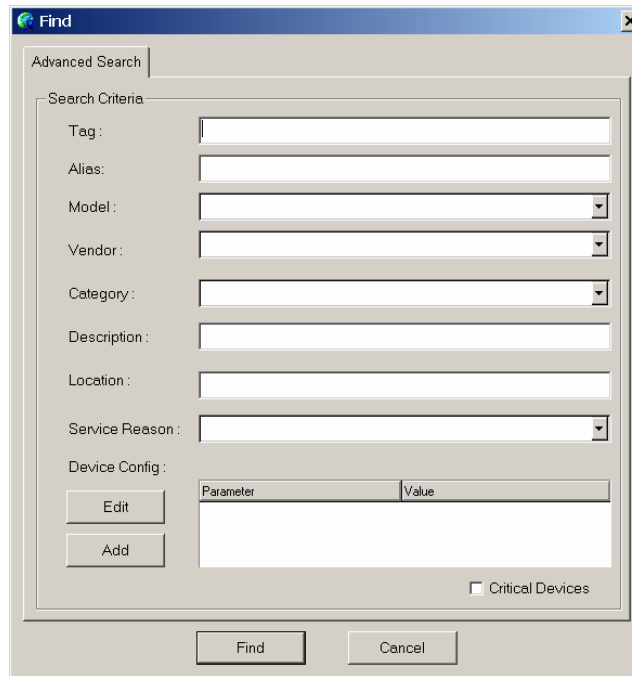 Find
Advanced Search
Search Criteria
Tag :
Alias:
Model :
Vendor :
Category :
Description :
Location :
Service Reason :
Device Config :
Parameter Value
Edit
Add
Critical Devices
Find Cancel